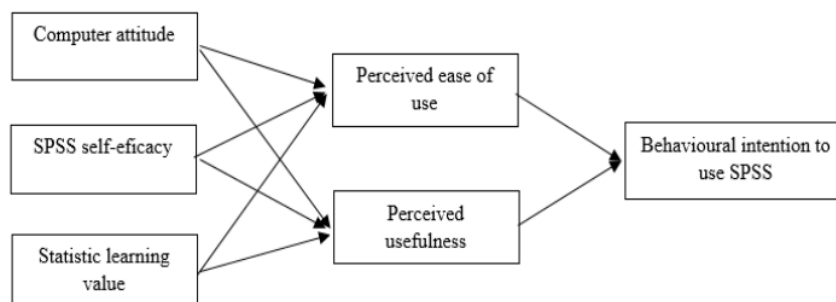 Computer attitude
Perceived ease of
use
SPSS self-eficacy
Behavioural intention to
use SPSS
Perceived
usefulness
Statistic learning
value